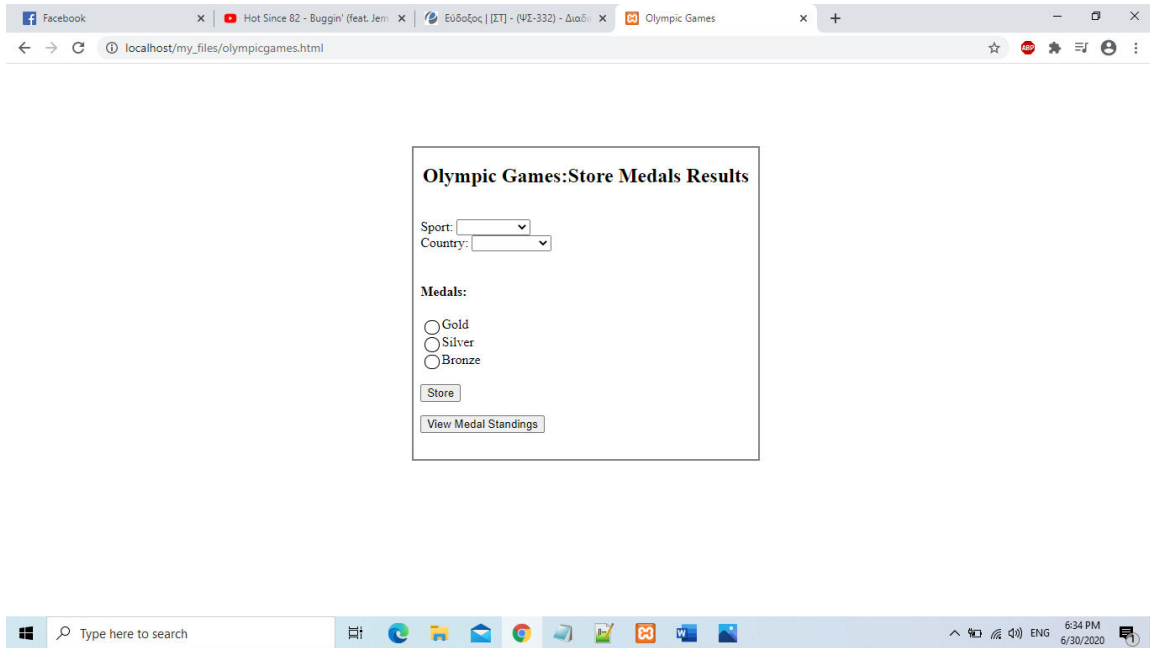 Facebook
Hot Since 82 - Buggin' (feat. Jem
Εύδοξος | [ΣΤ] - (ΨΣ-332) - Διαδι
Olympic Games
localhost/my_files/olympicgames.html
ABP
Olympic Games:Store Medals Results
Sport:
Country:
Medals:
Gold
Silver
Bronze
Store
View Medal Standings
Type here to search
ENG
6:34 PM
6/30/2020
1